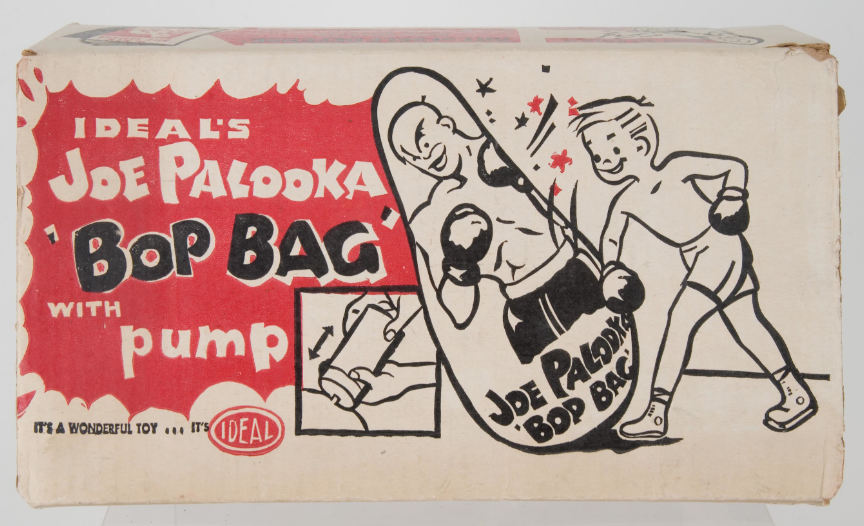 IDEAL'S
JOE PALOOKA
'BOP BAG'
WITH
pump
IT'S A WONDERFUL TOY ... IT'S IDEAL
JOE PALOOKA
'BOP BAG'